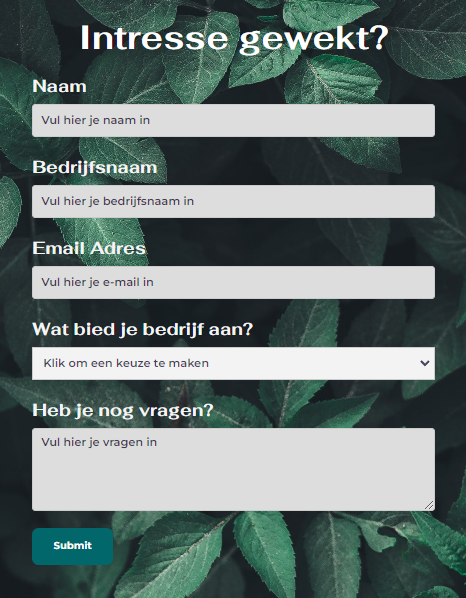 Intresse gewekt?
Naam
Vul hier je naam in
Bedrijfsnaam
Vul hier je bedrijfsnaam in
Email Adres
Vul hier je e-mail in
Wat bied je bedrijf aan?
Klik om een keuze te maken
Heb je nog vragen?
Vul hier je vragen in
Submit